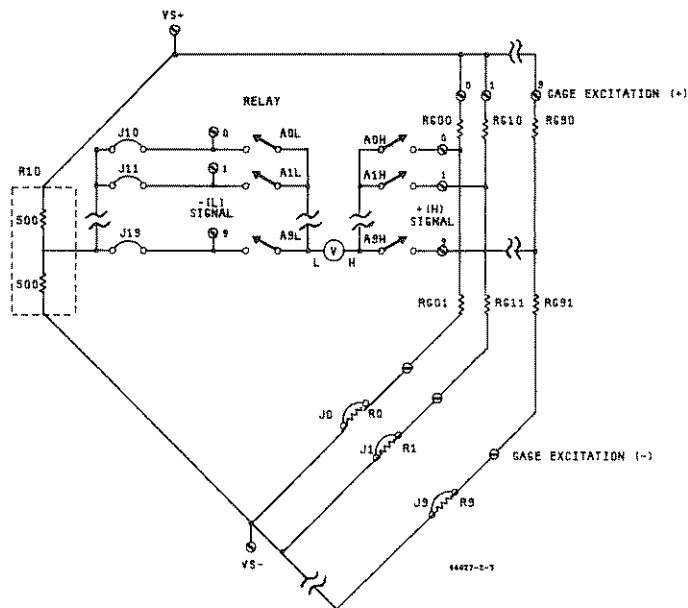 VS+
0
1
9
GAGE EXCITATION (+)
RG00
RG10
RG90
RELAY
J10
0
A0L
A0H
0
J11
1
A1L
A1H
1
R10
-(L)
SIGNAL
+(H)
SIGNAL
500
J19
9
A9L
A9H
9
L
V
H
500
RG01
RG11
RG91
J0
R0
J1
R1
GAGE EXCITATION (-)
J9
R9
VS-
44427-2-3